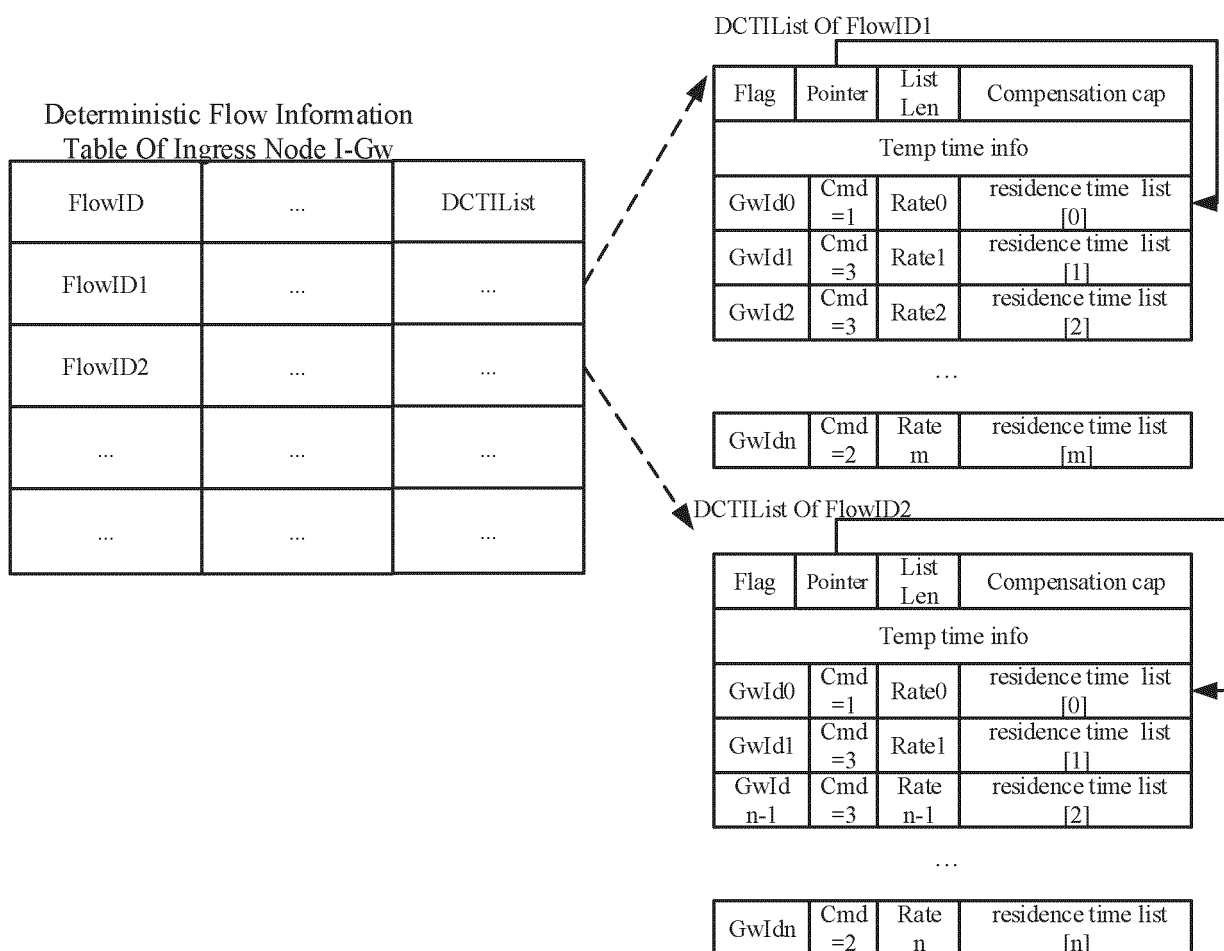 Deterministic Flow Information
Table Of Ingress Node I-Gw
FlowID ... DCTIList
FlowID1 ... ...
FlowID2 ... ...
... ... ...
... ... ...
DCTIList Of FlowID1
Flag Pointer List Len Compensation cap
Temp time info
GwId0 Cmd =1 Rate0 residence time list [0]
GwId1 Cmd =3 Rate1 residence time list [1]
GwId2 Cmd =3 Rate2 residence time list [2]
...
GwIdn Cmd =2 Rate m residence time list [m]
DCTIList Of FlowID2
Flag Pointer List Len Compensation cap
Temp time info
GwId0 Cmd =1 Rate0 residence time list [0]
GwId1 Cmd =3 Rate1 residence time list [1]
GwId n-1 Cmd =3 Rate n-1 residence time list [2]
...
GwIdn Cmd =2 Rate n residence time list [n]